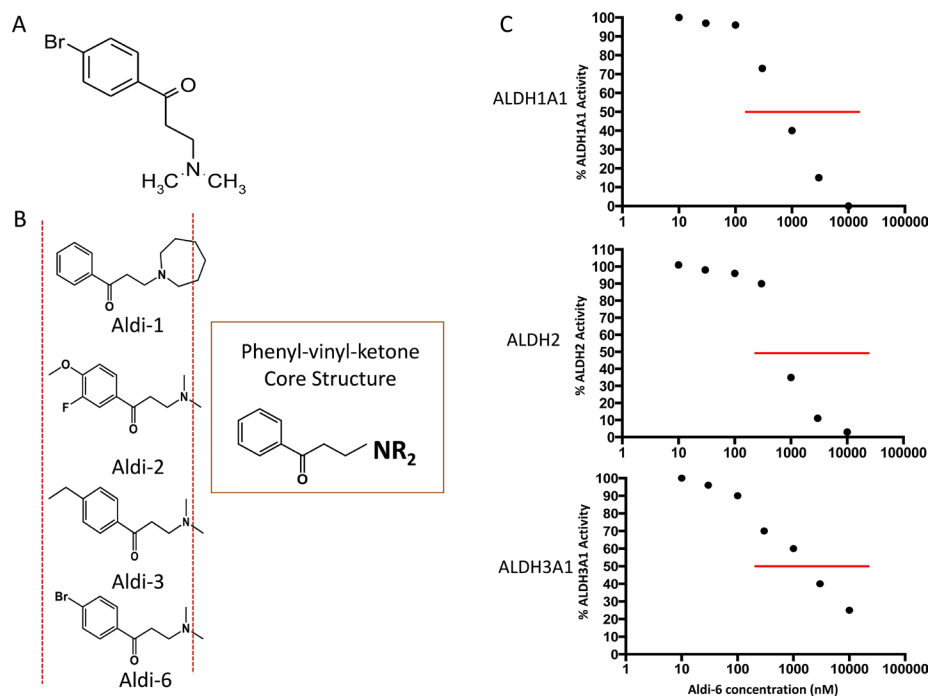 A
Br
O
N
H₃C
CH₃
B
N
O
Aldi-1
O
F
N
O
Aldi-2
N
O
Aldi-3
Br
N
O
Aldi-6
Phenyl-vinyl-ketone
Core Structure
O
NR₂
C
ALDH1A1
% ALDH1A1 Activity
100
90
80
70
60
50
40
30
20
10
0
1 10 100 1000 10000 100000
ALDH2
% ALDH2 Activity
110
100
90
80
70
60
50
40
30
20
10
0
1 10 100 1000 10000 100000
ALDH3A1
% ALDH3A1 Activity
100
90
80
70
60
50
40
30
20
10
0
1 10 100 1000 10000 100000
Aldi-6 concentration (nM)